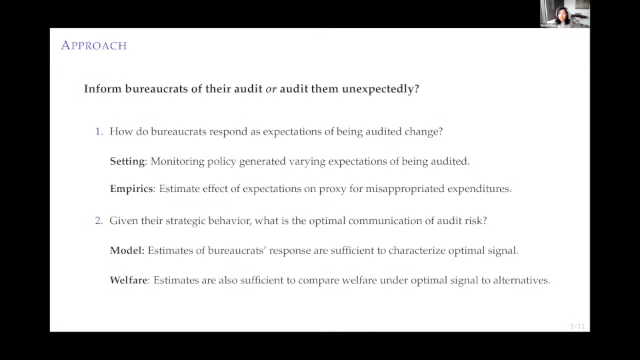 APPROACH
Inform bureaucrats of their audit or audit them unexpectedly?
1. How do bureaucrats respond as expectations of being audited change?
Setting: Monitoring policy generated varying expectations of being audited.
Empirics: Estimate effect of expectations on proxy for misappropriated expenditures.
2. Given their strategic behavior, what is the optimal communication of audit risk?
Model: Estimates of bureaucrats' response are sufficient to characterize optimal signal.
Welfare: Estimates are also sufficient to compare welfare under optimal signal to alternatives.
3/11